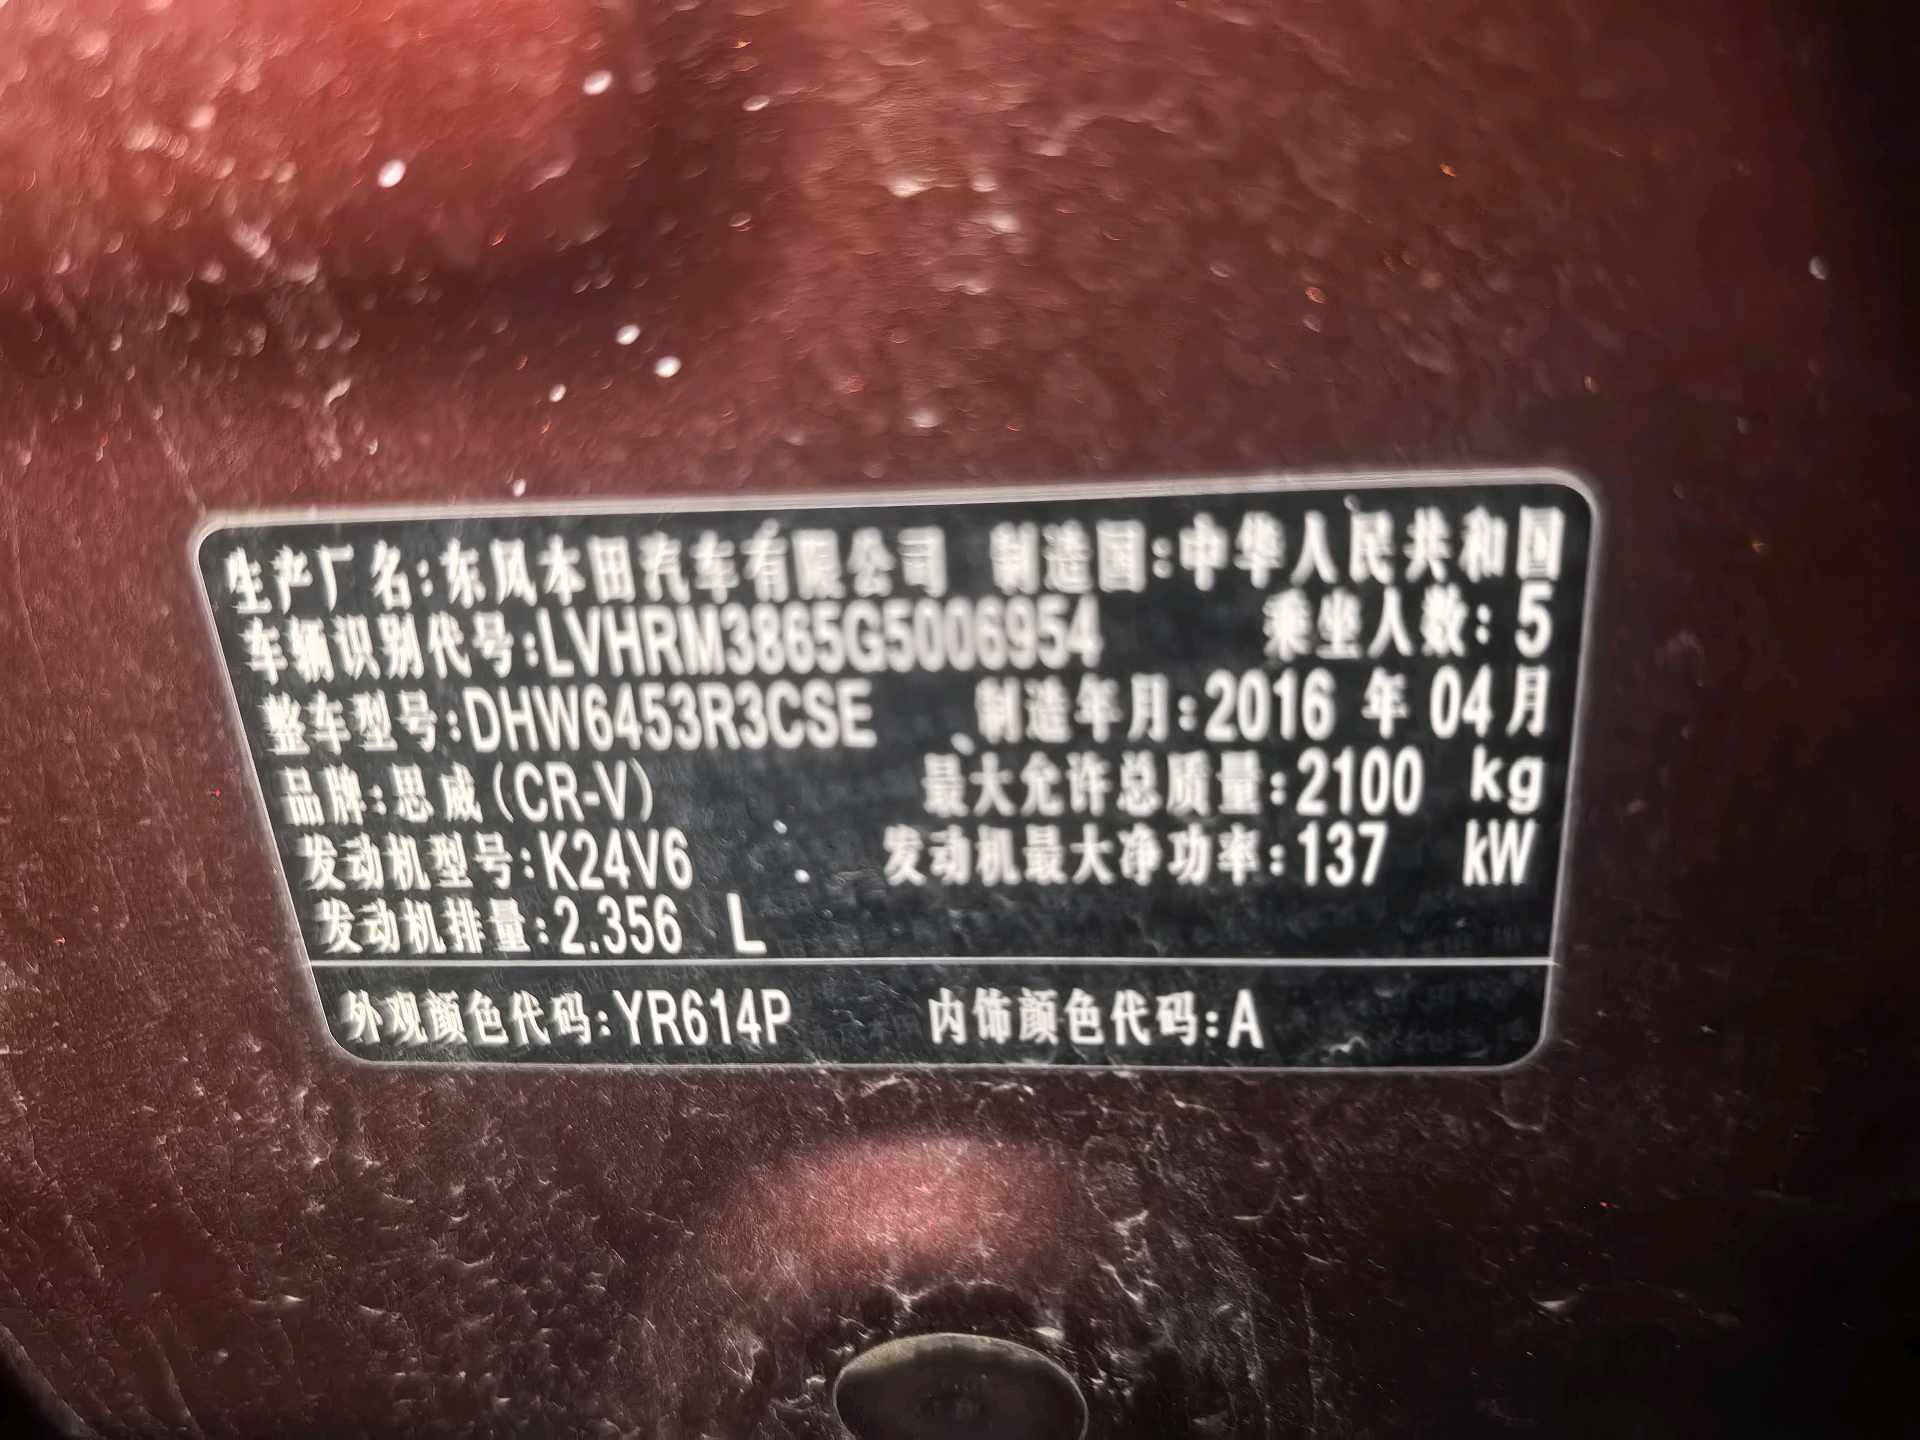 生产厂名:东风本田汽车有限公司 制造国:中华人民共和国
车辆识别代号:LVHRM3865G5006954 乘坐人数:5
整车型号:DHW6453R3CSE 制造年月:2016 年 04月
品牌:思威(CR-V) 最大允许总质量:2100 kg
发动机型号:K24V6 发动机最大净功率:137 kW
发动机排量:2.356 L
外观颜色代码:YR614P 内饰颜色代码:A